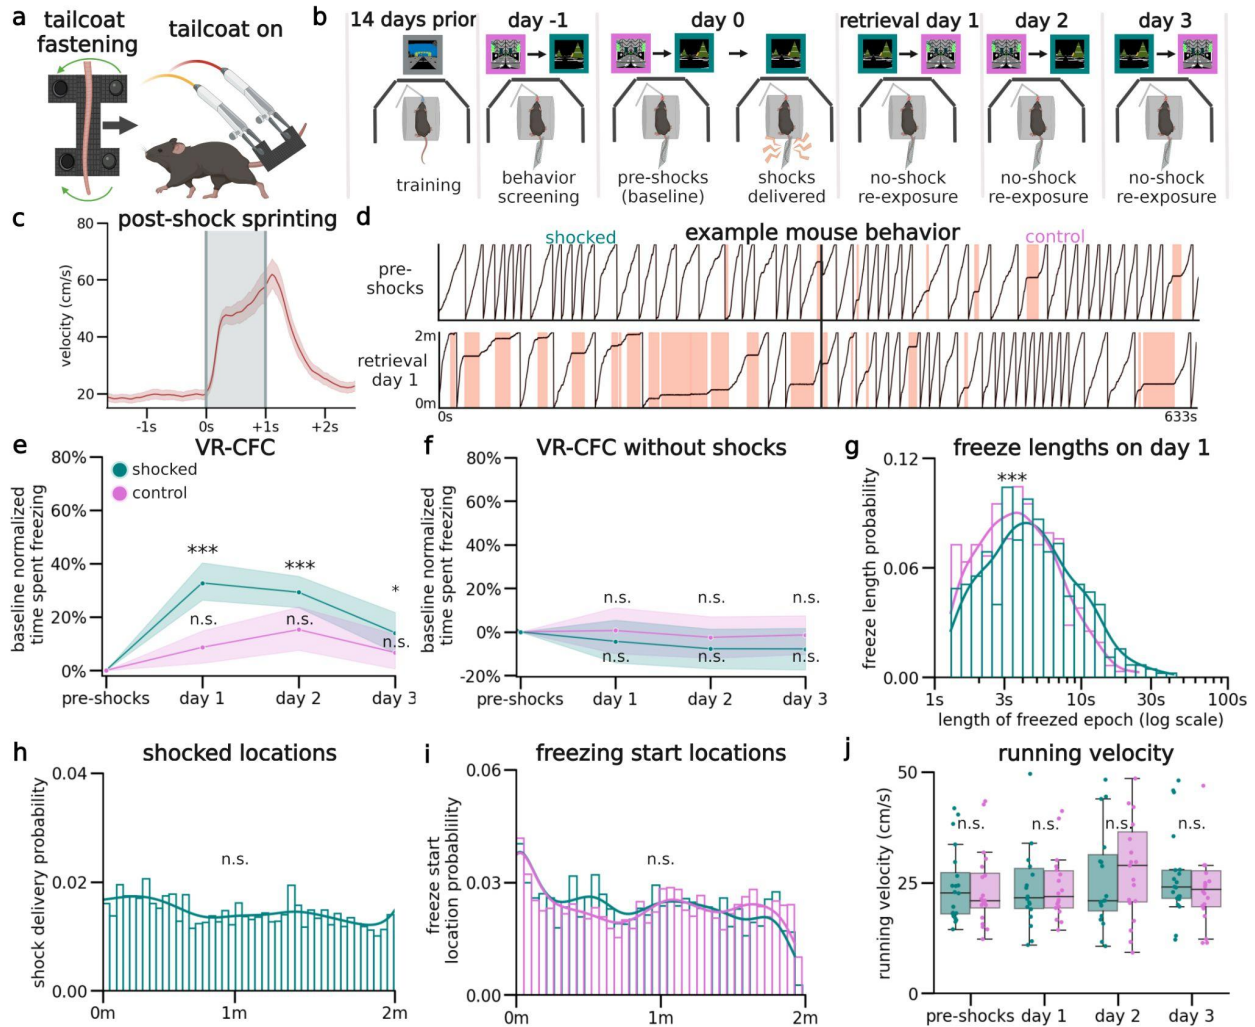 a
tailcoat
fastening
tailcoat on
b
14 days prior
day -1
day 0
retrieval day 1
day 2
day 3
training
behavior
screening
pre-shocks
(baseline)
shocks
delivered
no-shock
re-exposure
no-shock
re-exposure
no-shock
re-exposure
c
post-shock sprinting
80
60
40
20
velocity (cm/s)
-1s
0s
+1s
+2s
d
example mouse behavior
shocked
control
pre-
shocks
retrieval
day 1
2m
0m
0s
633s
e
VR-CFC
80%
60%
40%
20%
0%
baseline normalized
time spent freezing
shocked
control
***
***
*
n.s.
n.s.
n.s.
pre-shocks
day 1
day 2
day 3
f
VR-CFC without shocks
80%
60%
40%
20%
0%
-20%
baseline normalized
time spent freezing
n.s.
n.s.
n.s.
n.s.
n.s.
n.s.
pre-shocks
day 1
day 2
day 3
g
freeze lengths on day 1
0.12
0.06
0.00
freeze length probability
***
1s
3s
10s
30s
100s
length of freezed epoch (log scale)
h
shocked locations
0.04
0.02
0.00
shock delivery probability
n.s.
0m
1m
2m
i
freezing start locations
0.06
0.03
0.00
freeze start
location probability
n.s.
0m
1m
2m
j
running velocity
50
25
0
running velocity (cm/s)
n.s.
n.s.
n.s.
n.s.
pre-shocks
day 1
day 2
day 3